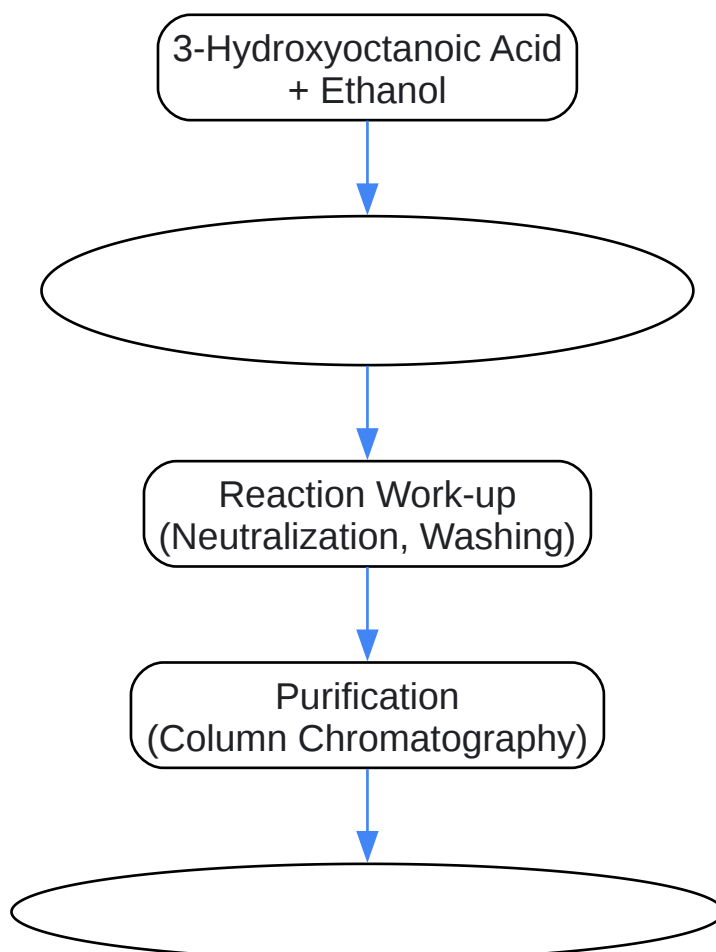 3-Hydroxyoctanoic Acid
+ Ethanol
Reaction Work-up
(Neutralization, Washing)
Purification
(Column Chromatography)